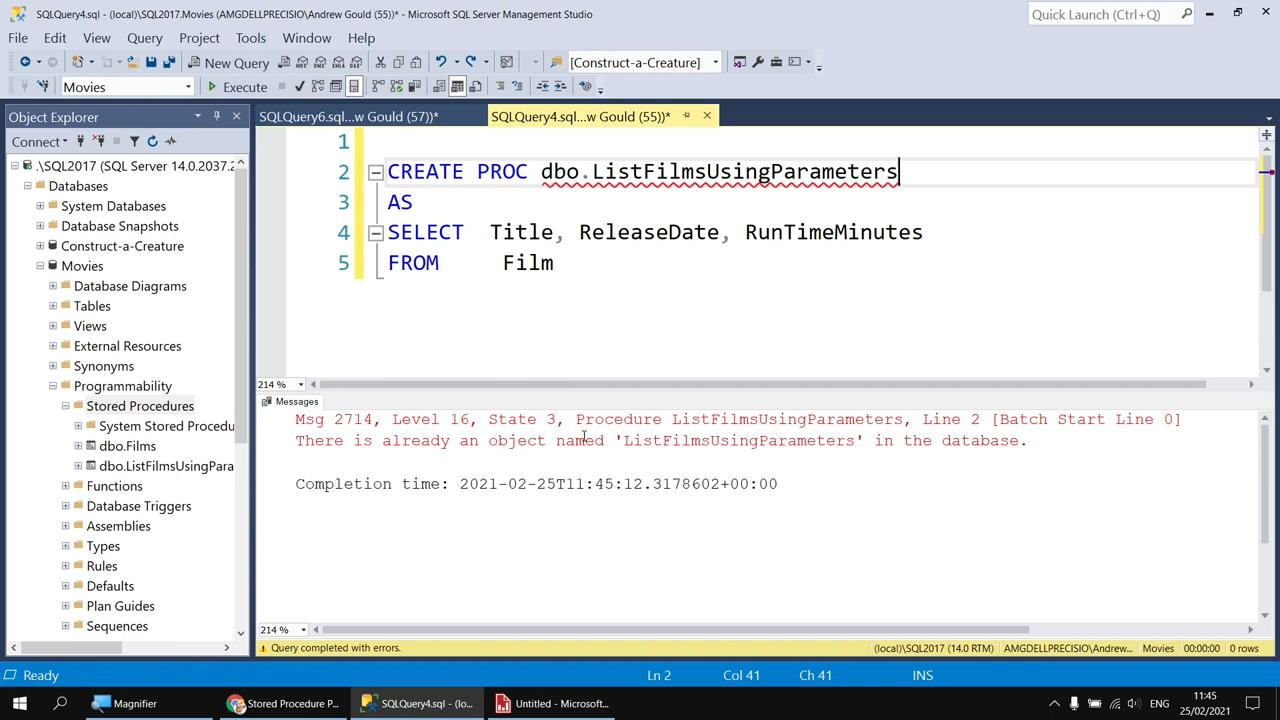 SQLQuery4.sql - (local)\SQL2017.Movies (AMGDELLPRECISIO\Andrew Gould (55))* - Microsoft SQL Server Management Studio
Quick Launch (Ctrl+Q)
File Edit View Query Project Tools Window Help
New Query
[Construct-a-Creature]
Movies
Execute
Object Explorer
SQLQuery6.sql...w Gould (57))*
SQLQuery4.sql...w Gould (55))*
Connect
.\SQL2017 (SQL Server 14.0.2037.2
Databases
System Databases
Database Snapshots
Construct-a-Creature
Movies
Database Diagrams
Tables
Views
External Resources
Synonyms
Programmability
Stored Procedures
System Stored Procedu
dbo.Films
dbo.ListFilmsUsingPara
Functions
Database Triggers
Assemblies
Types
Rules
Defaults
Plan Guides
Sequences
1
2 CREATE PROC dbo.ListFilmsUsingParameters
3 AS
4 SELECT Title, ReleaseDate, RunTimeMinutes
5 FROM Film
214 %
Messages
Msg 2714, Level 16, State 3, Procedure ListFilmsUsingParameters, Line 2 [Batch Start Line 0]
There is already an object named 'ListFilmsUsingParameters' in the database.
Completion time: 2021-02-25T11:45:12.3178602+00:00
214 %
Query completed with errors.
(local)\SQL2017 (14.0 RTM) AMGDELLPRECISIO\Andrew... Movies 00:00:00 0 rows
Ready
Ln 2 Col 41 Ch 41 INS
Magnifier
Stored Procedure P...
SQLQuery4.sql - (lo...
Untitled - Microsoft...
ENG
11:45
25/02/2021